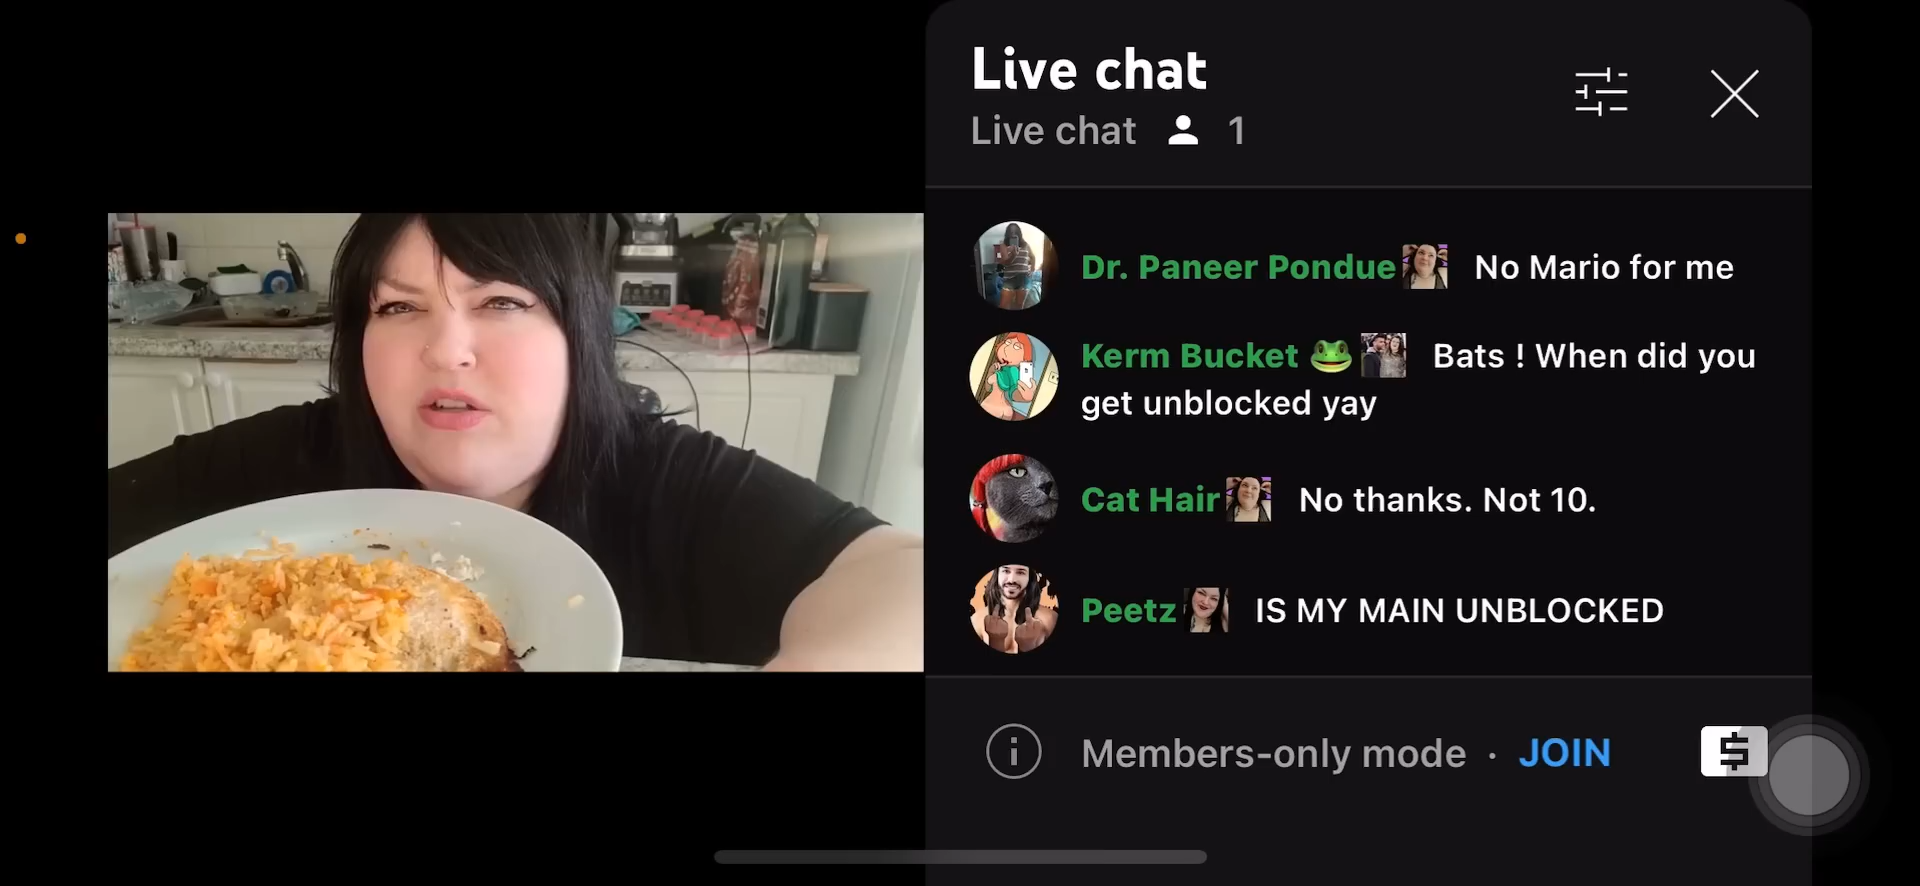 Live chat
Live chat 1
Dr. Paneer Pondue No Mario for me
Kerm Bucket 🐸 Bats ! When did you
get unblocked yay
Cat Hair No thanks. Not 10.
Peetz IS MY MAIN UNBLOCKED
Members-only mode · JOIN
$